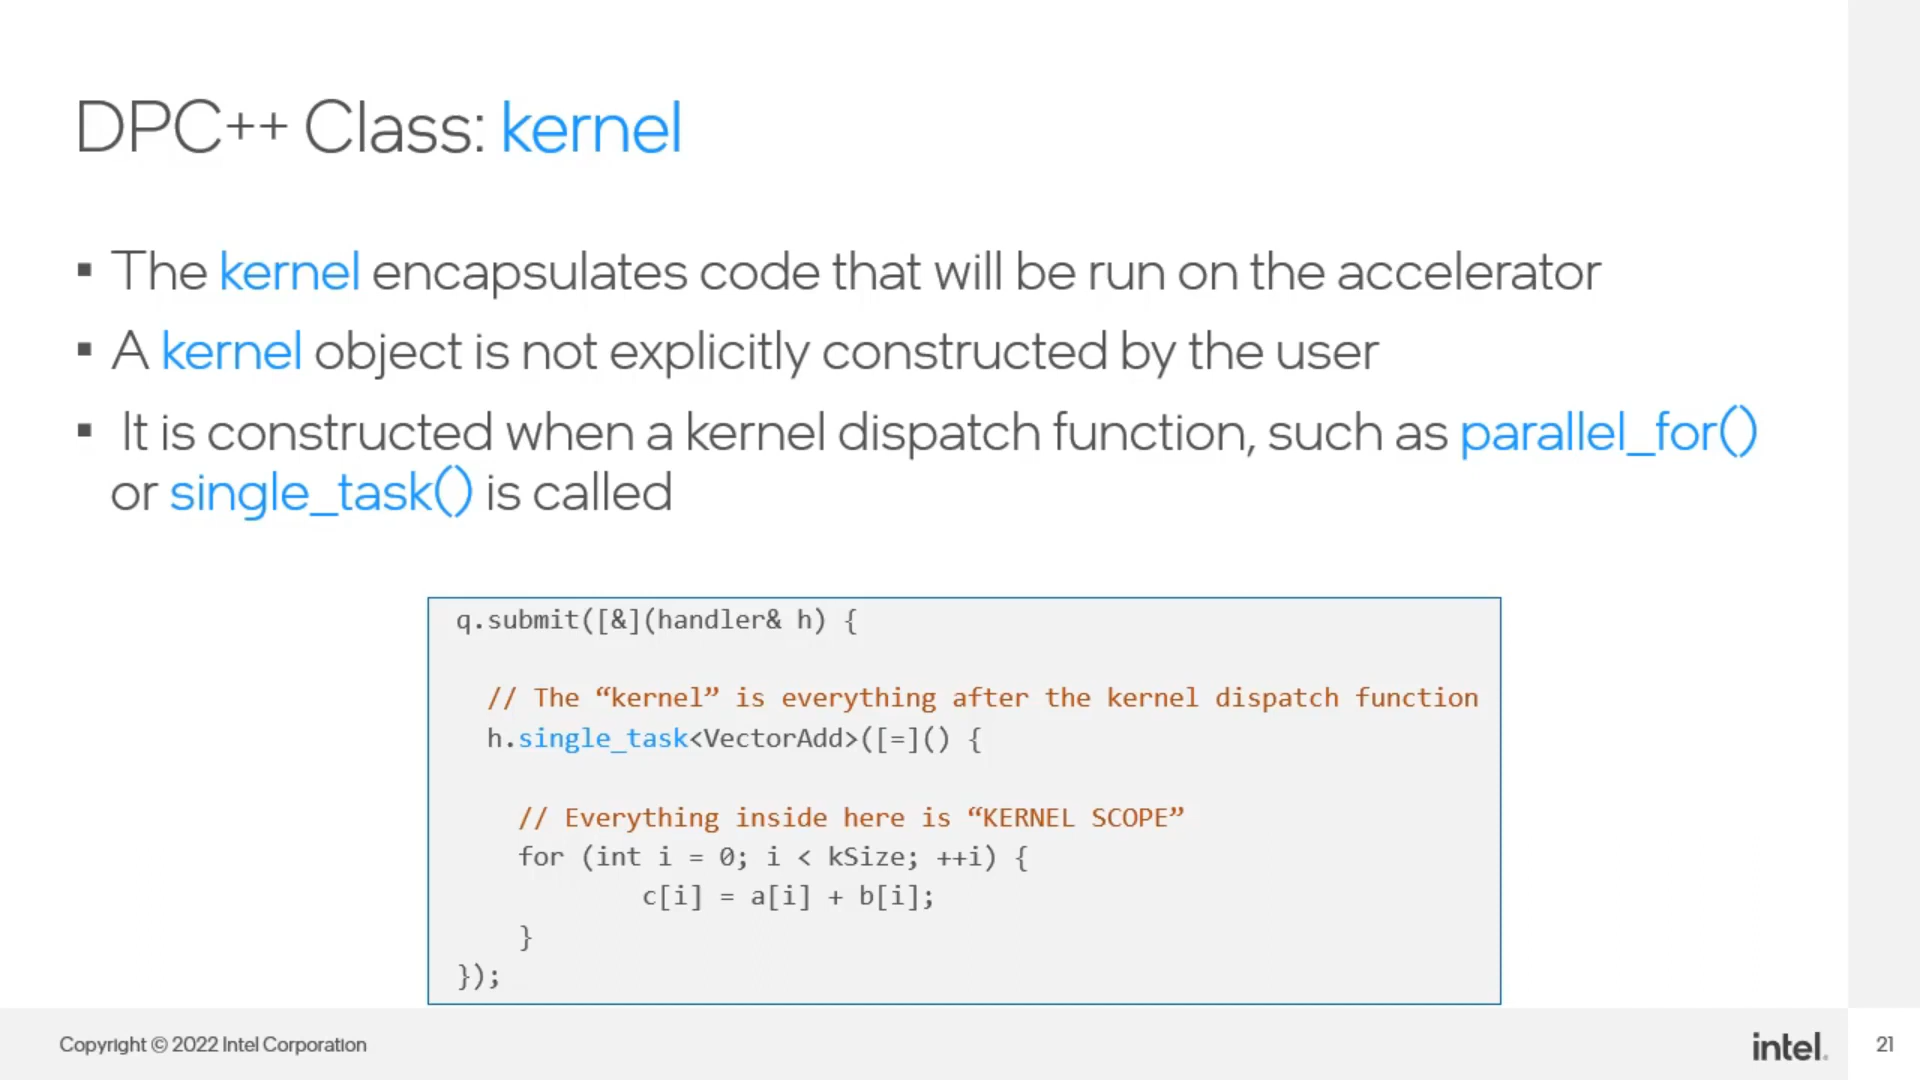 DPC++ Class: kernel
▪ The kernel encapsulates code that will be run on the accelerator
▪ A kernel object is not explicitly constructed by the user
▪ It is constructed when a kernel dispatch function, such as parallel_for()
or single_task() is called
q.submit([&](handler& h) {
// The “kernel” is everything after the kernel dispatch function
h.single_task<VectorAdd>([=]() {
// Everything inside here is “KERNEL SCOPE”
for (int i = 0; i < kSize; ++i) {
c[i] = a[i] + b[i];
}
});
Copyright © 2022 Intel Corporation
intel.
21